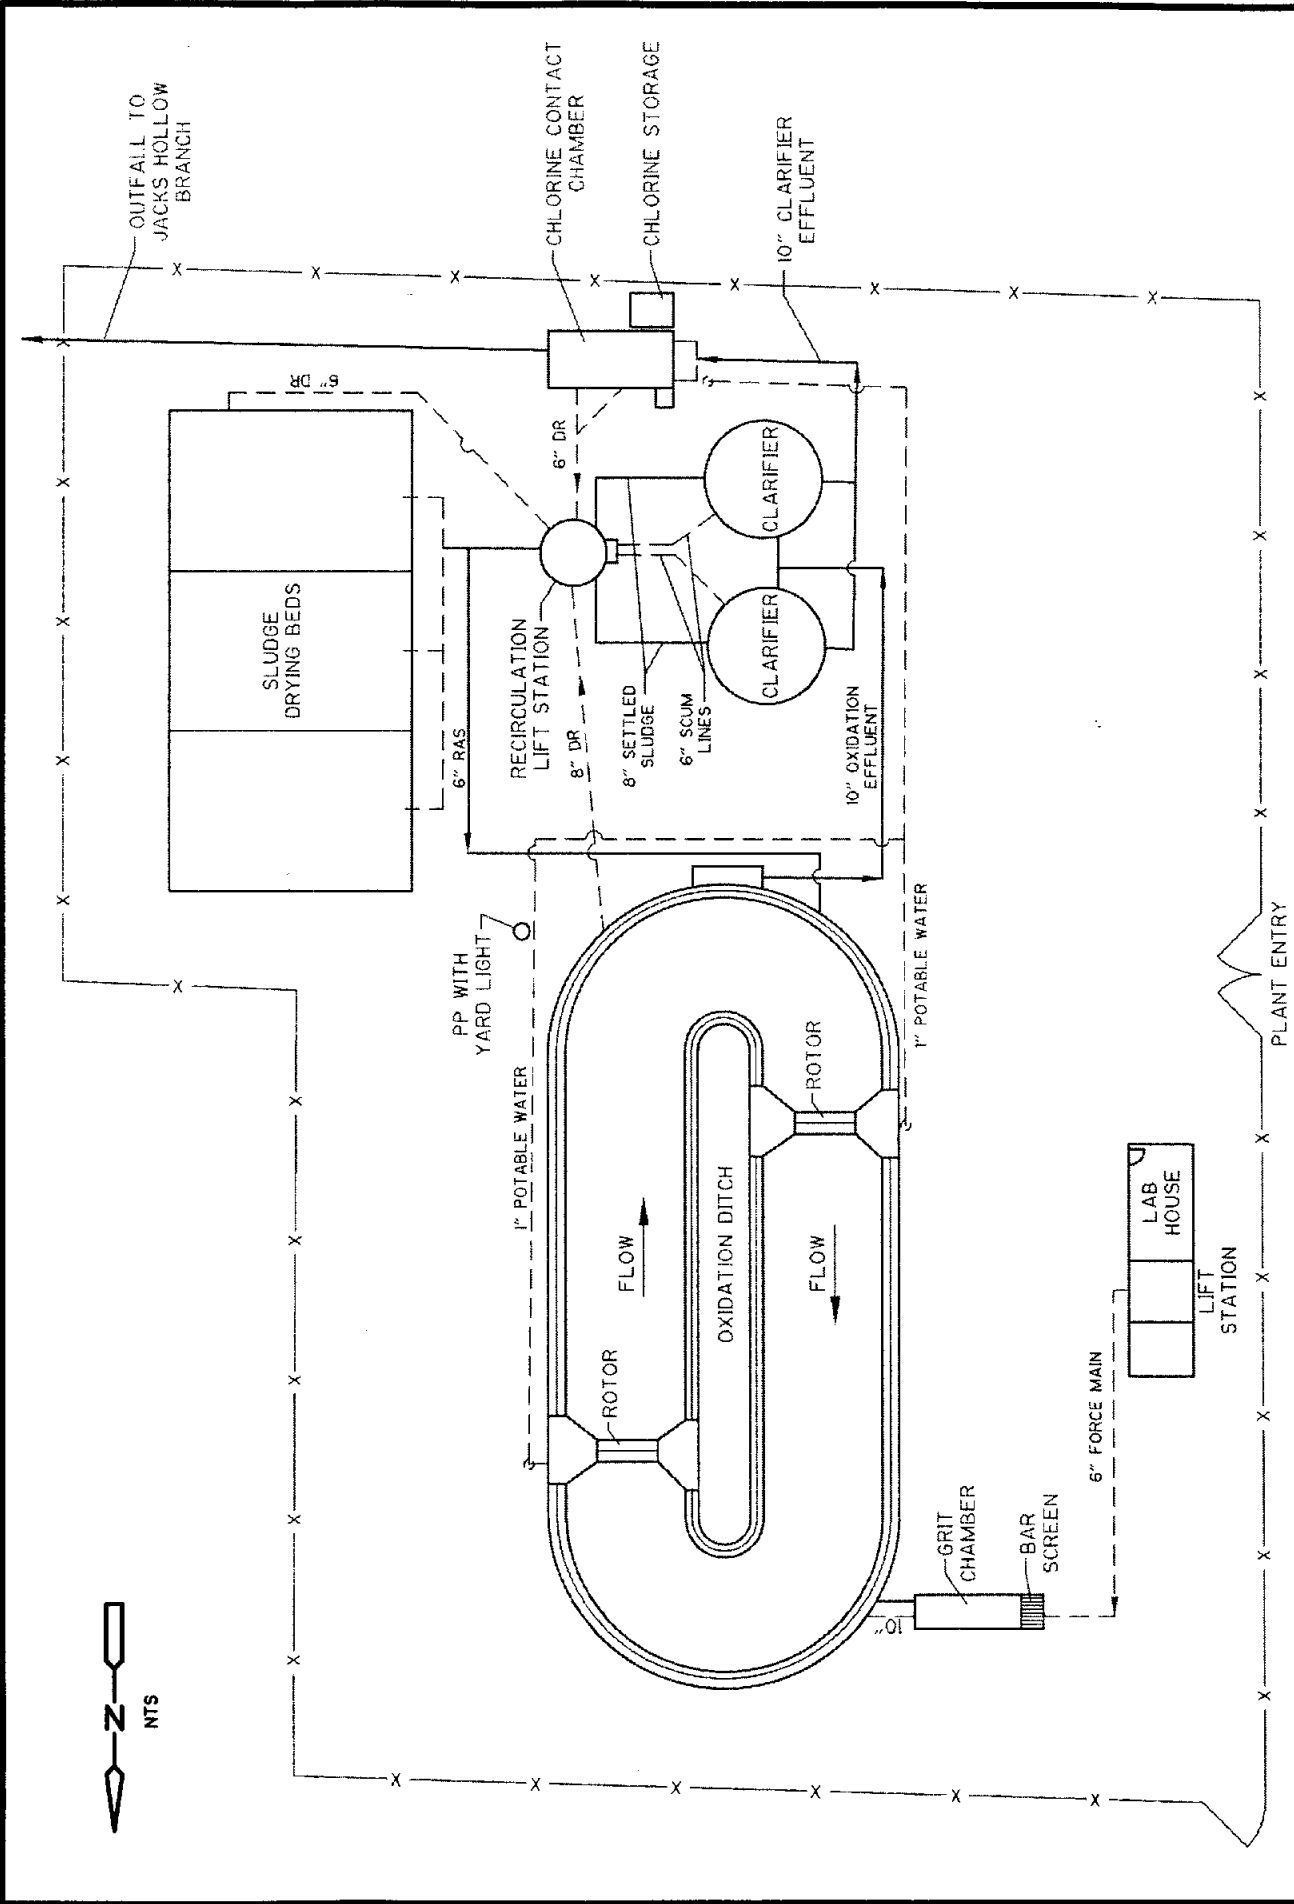 OUTFALL TO
JACKS HOLLOW
BRANCH
CHLORINE CONTACT
CHAMBER
CHLORINE STORAGE
10" CLARIFIER
EFFLUENT
6" DR
6" DR
SLUDGE
DRYING BEDS
CLARIFIER
CLARIFIER
RECIRCULATION
LIFT STATION
6" RAS
8" DR
8" SETTLED
SLUDGE
6" SCUM
LINES
10" OXIDATION
EFFLUENT
PP WITH
YARD LIGHT
1" POTABLE WATER
1" POTABLE WATER
ROTOR
FLOW
OXIDATION DITCH
FLOW
ROTOR
PLANT ENTRY
LAB
HOUSE
LIFT
STATION
6" FORCE MAIN
GRIT
CHAMBER
BAR
SCREEN
10"
N
NTS